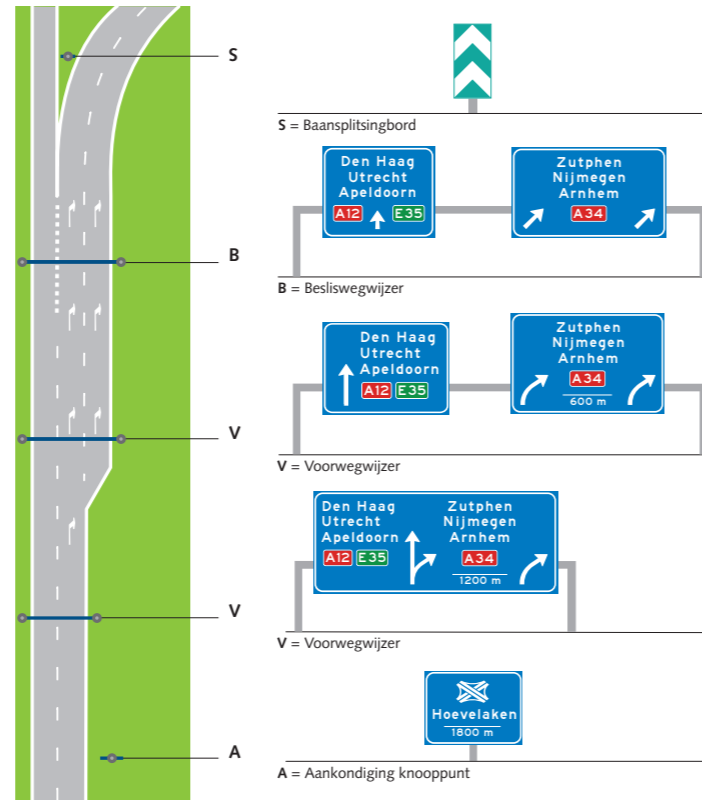 S
S = Baansplitsingbord
Den Haag
Utrecht
Apeldoorn
A12 E35
Zutphen
Nijmegen
Arnhem
A34
B
B = Besliswegwijzer
Den Haag
Utrecht
Apeldoorn
A12 E35
Zutphen
Nijmegen
Arnhem
A34
600 m
V
V = Voorwegwijzer
Den Haag
Utrecht
Apeldoorn
A12 E35
Zutphen
Nijmegen
Arnhem
A34
1200 m
V
V = Voorwegwijzer
Hoevelaken
1800 m
A
A = Aankondiging knooppunt